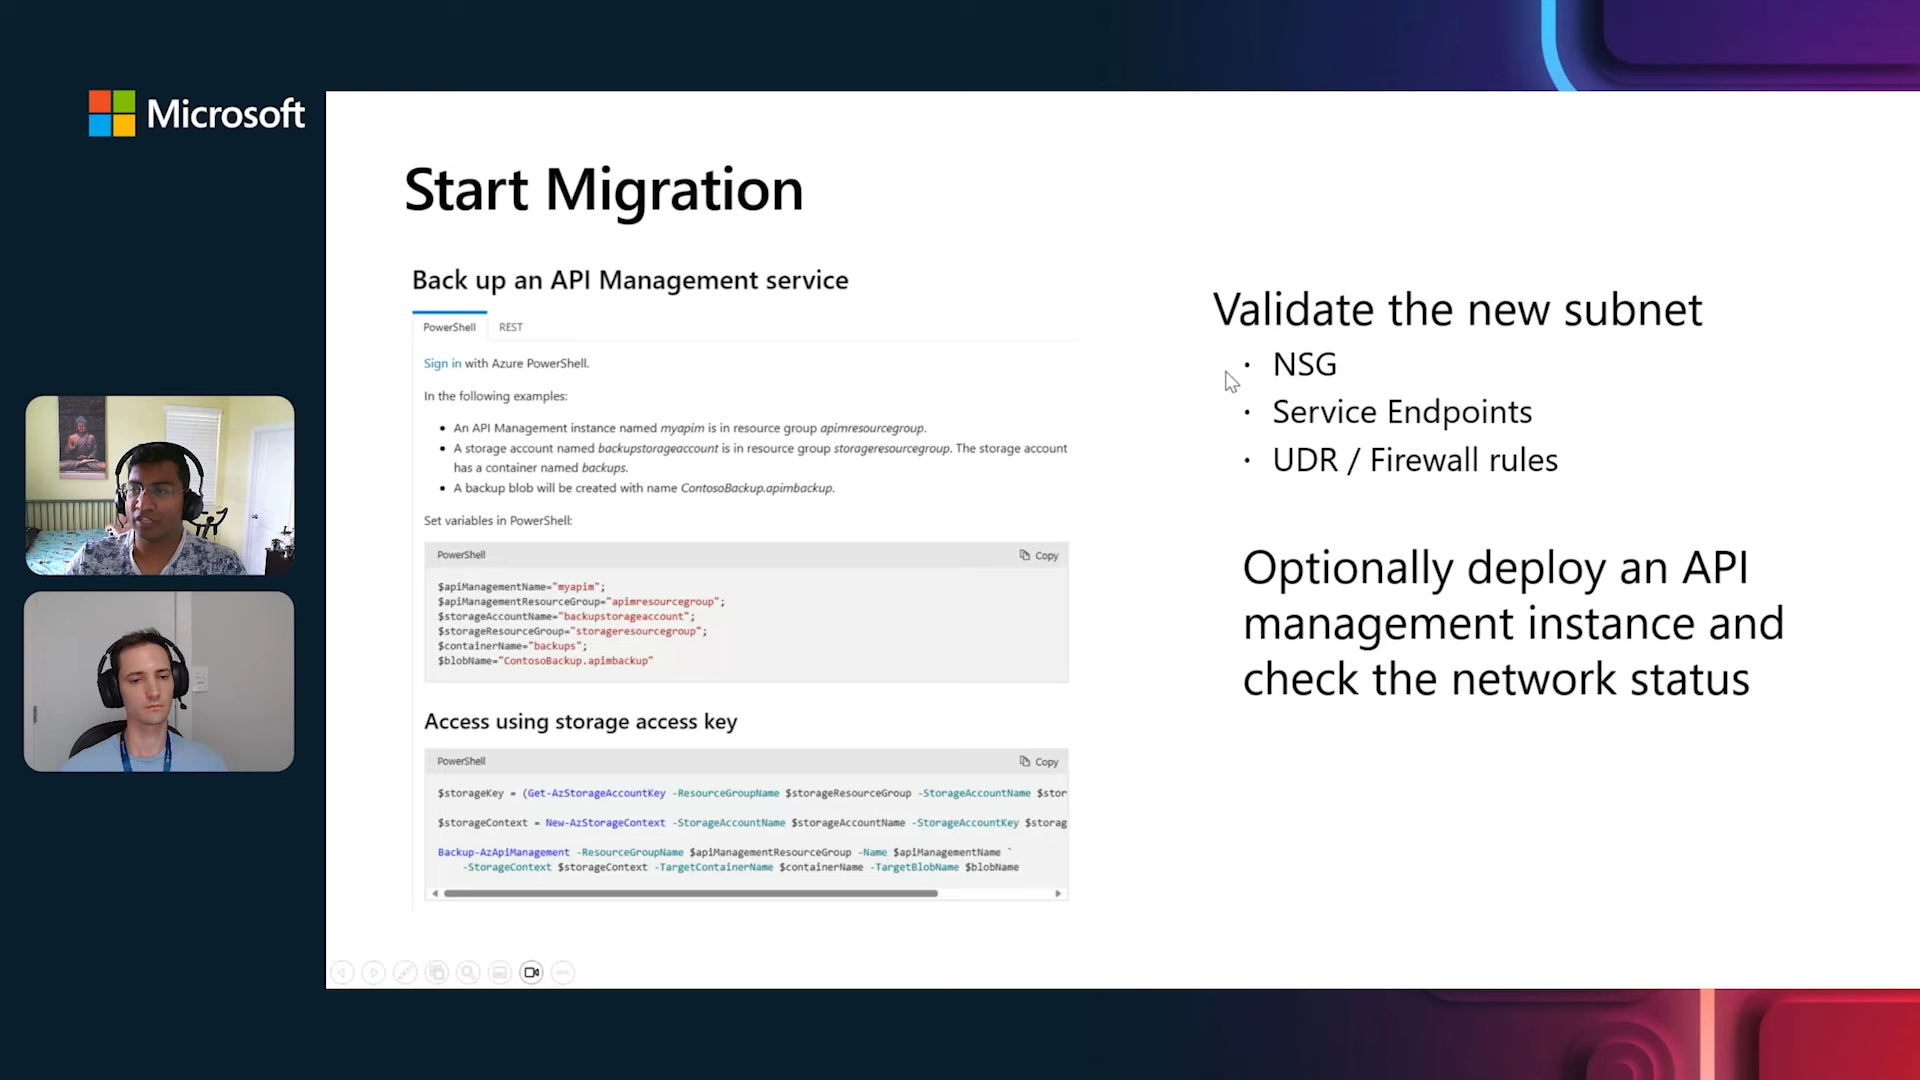 Microsoft
Start Migration
Back up an API Management service
PowerShell
REST
Sign in with Azure PowerShell.
In the following examples:
• An API Management instance named myapim is in resource group apimresourcegroup.
• A storage account named backupstorageaccount is in resource group storageresourcegroup. The storage account
has a container named backups.
• A backup blob will be created with name ContosoBackup.apimbackup.
Set variables in PowerShell:
PowerShell
Copy
$apiManagementName="myapim";
$apiManagementResourceGroup="apimresourcegroup";
$storageAccountName="backupstorageaccount";
$storageResourceGroup="storageresourcegroup";
$containerName="backups";
$blobName="ContosoBackup.apimbackup"
Access using storage access key
PowerShell
Copy
$storageKey = (Get-AzStorageAccountKey -ResourceGroupName $storageResourceGroup -StorageAccountName $stor
$storageContext = New-AzStorageContext -StorageAccountName $storageAccountName -StorageAccountKey $storag
Backup-AzApiManagement -ResourceGroupName $apiManagementResourceGroup -Name $apiManagementName `
-StorageContext $storageContext -TargetContainerName $containerName -TargetBlobName $blobName
Validate the new subnet
• NSG
• Service Endpoints
• UDR / Firewall rules
Optionally deploy an API
management instance and
check the network status